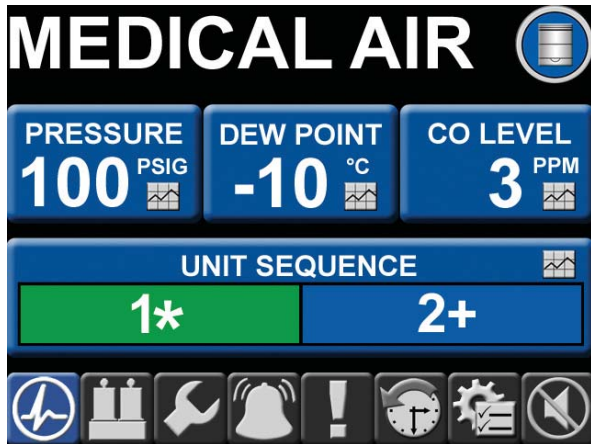 MEDICAL AIR
PRESSURE
100 PSIG
DEW POINT
-10 °C
CO LEVEL
3 PPM
UNIT SEQUENCE
1* 2+